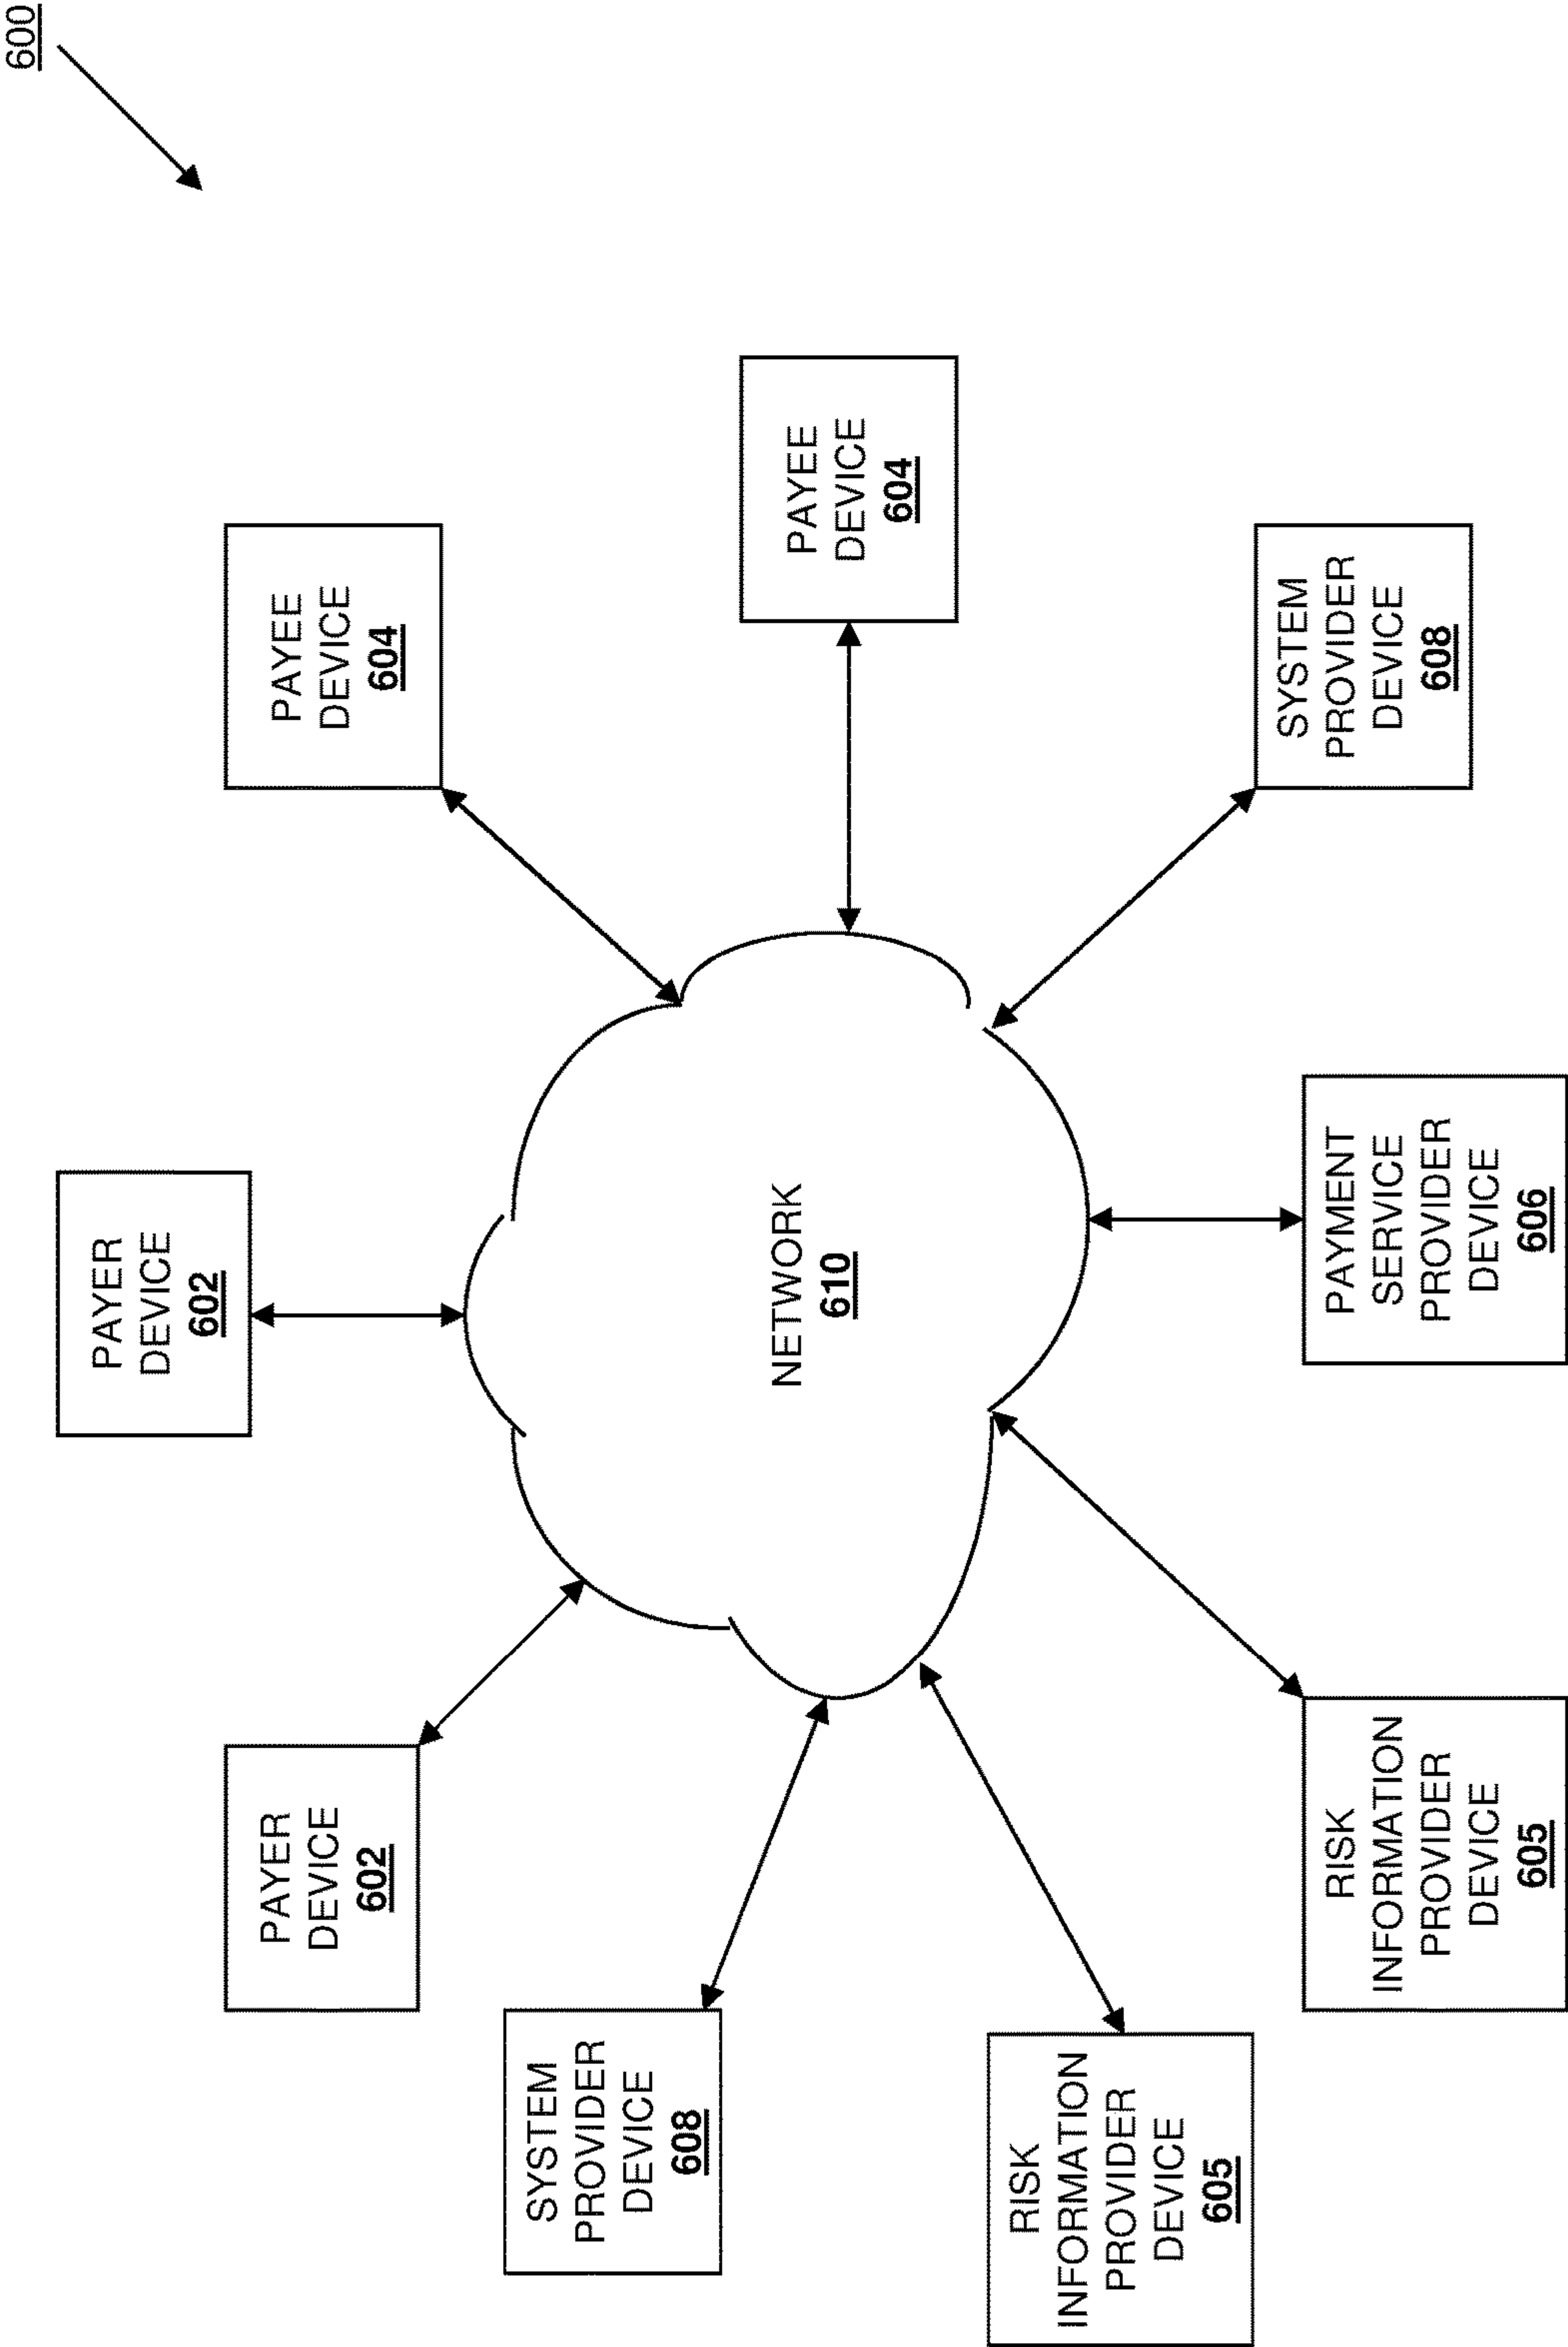 600
PAYER
DEVICE
602
PAYER
DEVICE
602
PAYEE
DEVICE
604
SYSTEM
PROVIDER
DEVICE
608
NETWORK
610
PAYEE
DEVICE
604
RISK
INFORMATION
PROVIDER
DEVICE
605
RISK
INFORMATION
PROVIDER
DEVICE
605
PAYMENT
SERVICE
PROVIDER
DEVICE
606
SYSTEM
PROVIDER
DEVICE
608